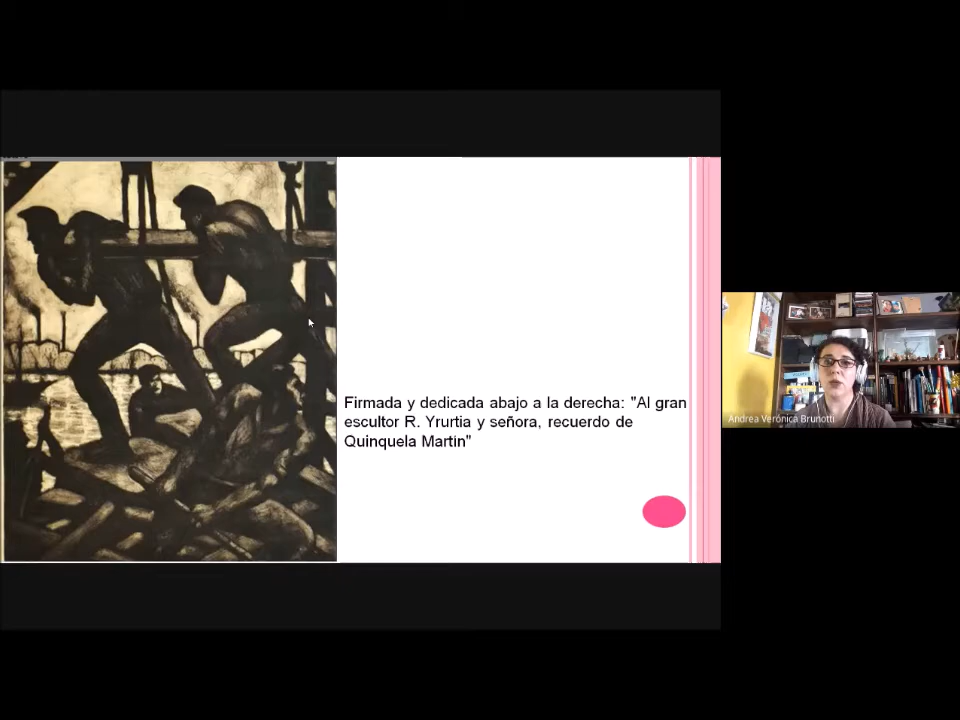 Firmada y dedicada abajo a la derecha: "Al gran
escultor R. Yrurtia y señora, recuerdo de
Quinquela Martin"
Andrea Verónica Brunotti